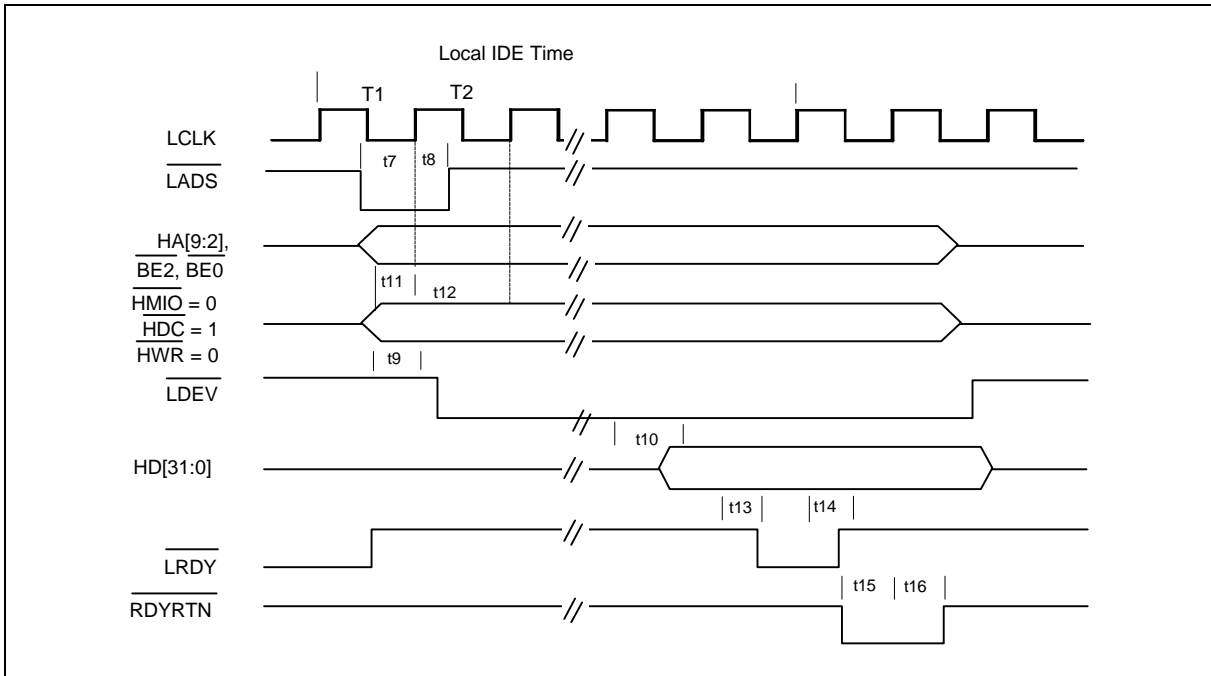 Local IDE Time
T1 T2
LCLK
t7 t8
LADS
HA[9:2],
BE2, BE0
t11
t12
HMIO = 0
HDC = 1
HWR = 0
t9
LDEV
t10
HD[31:0]
t13 t14
LRDY
t15 t16
RDYRTN